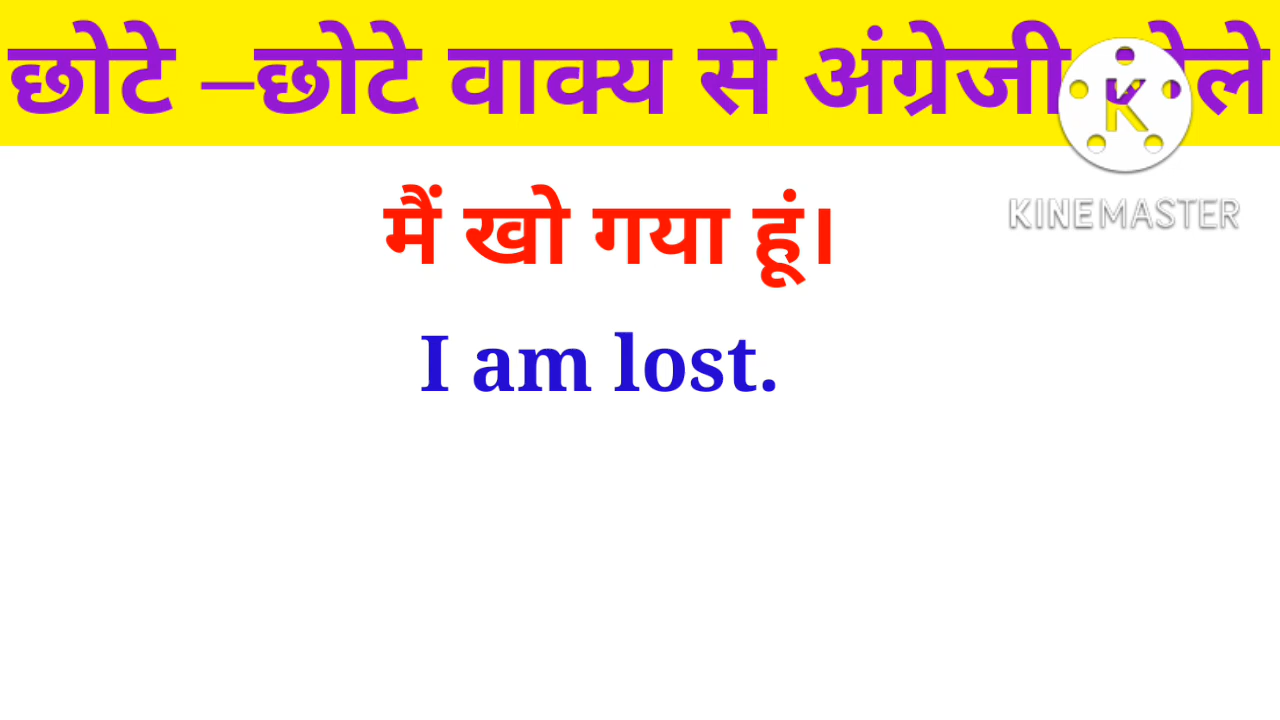 छोटे –छोटे वाक्य से अंग्रेजी
K
KINEMASTER
मैं खो गया हूं।
I am lost.